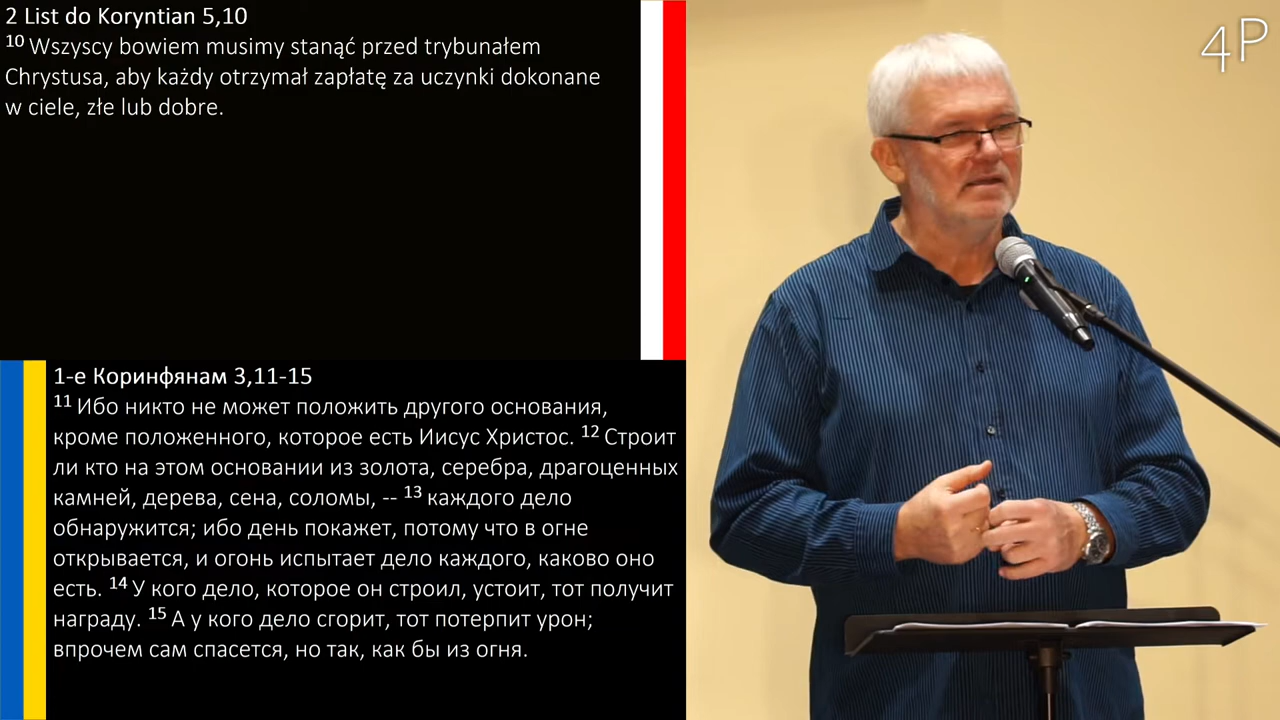 2 List do Koryntian 5,10
10 Wszyscy bowiem musimy stanąć przed trybunałem
Chrystusa, aby każdy otrzymał zapłatę za uczynki dokonane
w ciele, złe lub dobre.
1-е Коринфянам 3,11-15
11 Ибо никто не может положить другого основания,
кроме положенного, которое есть Иисус Христос. 12 Строит
ли кто на этом основании из золота, серебра, драгоценных
камней, дерева, сена, соломы, -- 13 каждого дело
обнаружится; ибо день покажет, потому что в огне
открывается, и огонь испытает дело каждого, каково оно
есть. 14 У кого дело, которое он строил, устоит, тот получит
награду. 15 А у кого дело сгорит, тот потерпит урон;
впрочем сам спасется, но так, как бы из огня.
4P